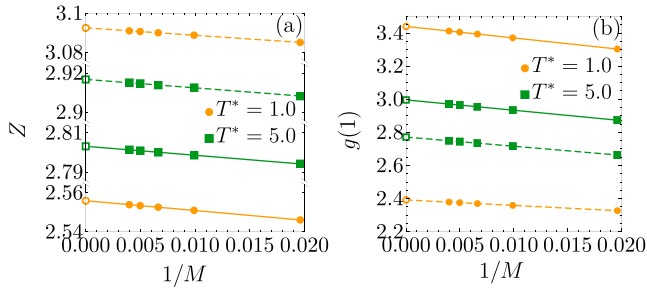 (a)
3.1
3.08
2.92
2.9
2.81
2.79
2.56
2.54
Z
T* = 1.0
T* = 5.0
0.000 0.005 0.010 0.015 0.020
1/M
(b)
3.4
3.2
3.0
2.8
2.6
2.4
2.2
g(1)
T* = 1.0
T* = 5.0
0.000 0.005 0.010 0.015 0.020
1/M